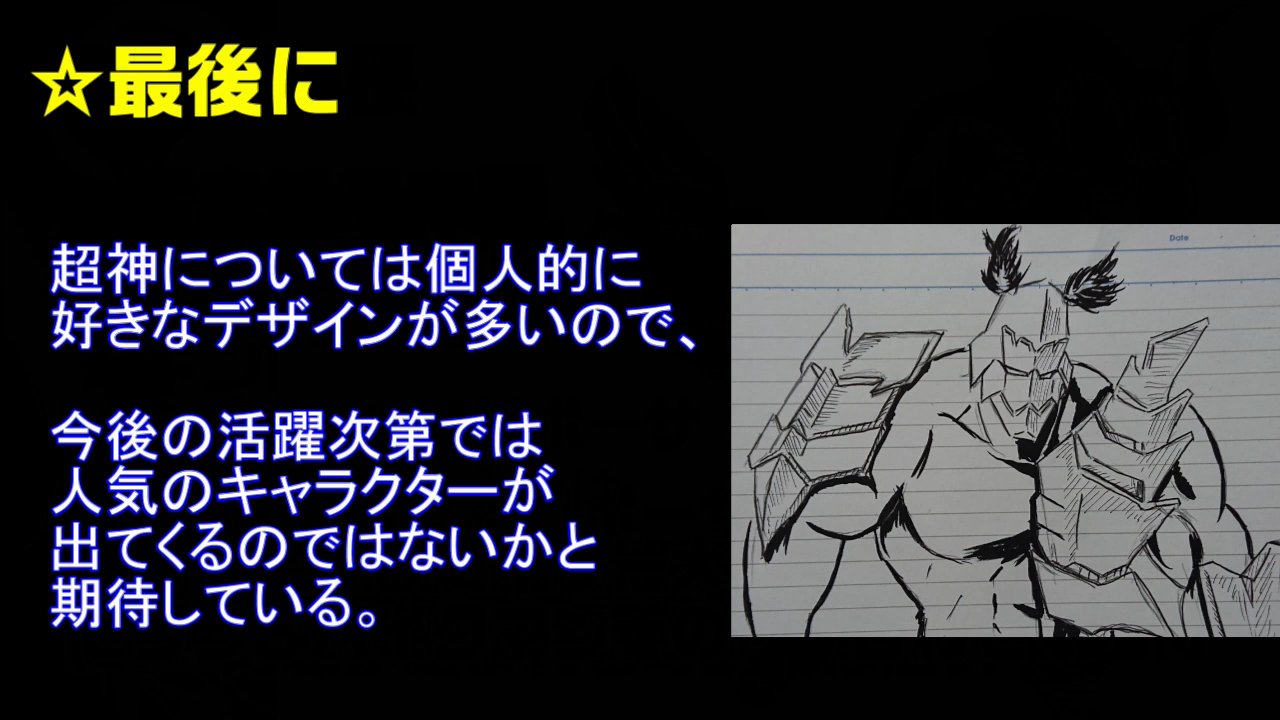 ☆最後に
超神については個人的に
好きなデザインが多いので、
今後の活躍次第では
人気のキャラクターが
出てくるのではないかと
期待している。
Date